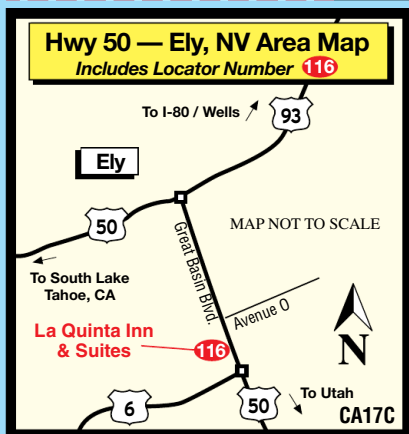 Hwy 50 — Ely, NV Area Map
Includes Locator Number 116
To I-80 / Wells
93
Ely
50
Great Basin Blvd.
MAP NOT TO SCALE
To South Lake
Tahoe, CA
Avenue O
La Quinta Inn
& Suites
116
N
6
50
To Utah
CA17C